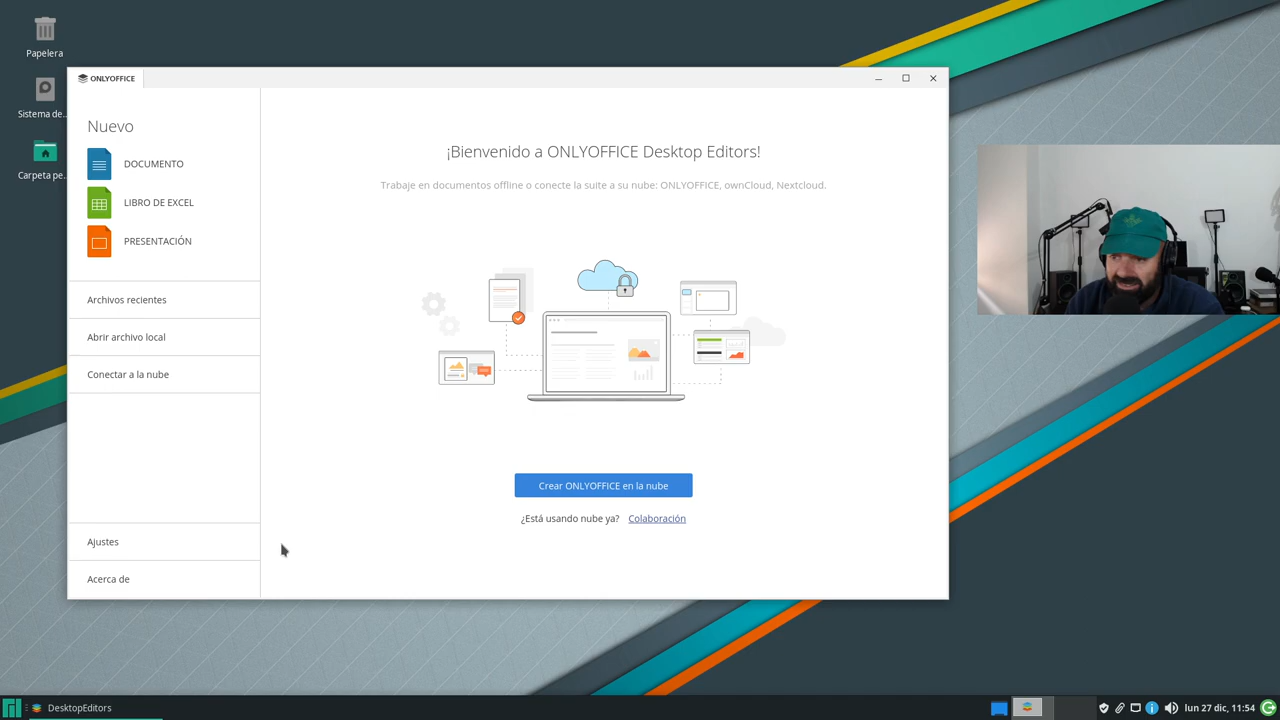 Papelera
Sistema de...
Carpeta pe...
ONLYOFFICE
Nuevo
DOCUMENTO
LIBRO DE EXCEL
PRESENTACIÓN
Archivos recientes
Abrir archivo local
Conectar a la nube
Ajustes
Acerca de
¡Bienvenido a ONLYOFFICE Desktop Editors!
Trabaje en documentos offline o conecte la suite a su nube: ONLYOFFICE, ownCloud, Nextcloud.
Crear ONLYOFFICE en la nube
¿Está usando nube ya? Colaboración
DesktopEditors
lun 27 dic, 11:54